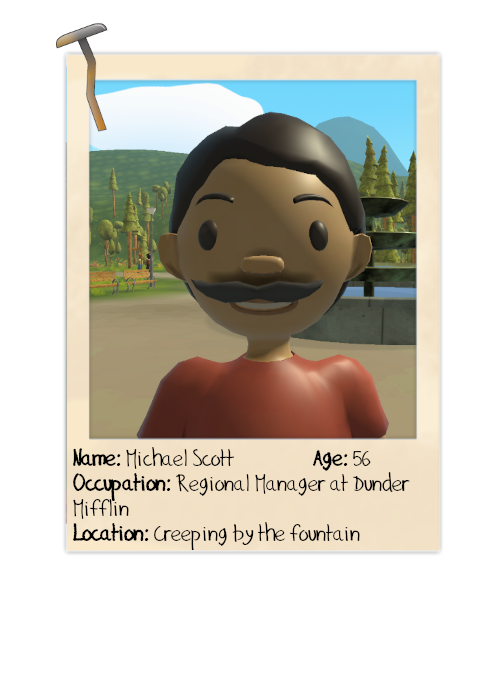 Name: Michael Scott Age: 56
Occupation: Regional Manager at Dunder
Mifflin
Location: Creeping by the fountain